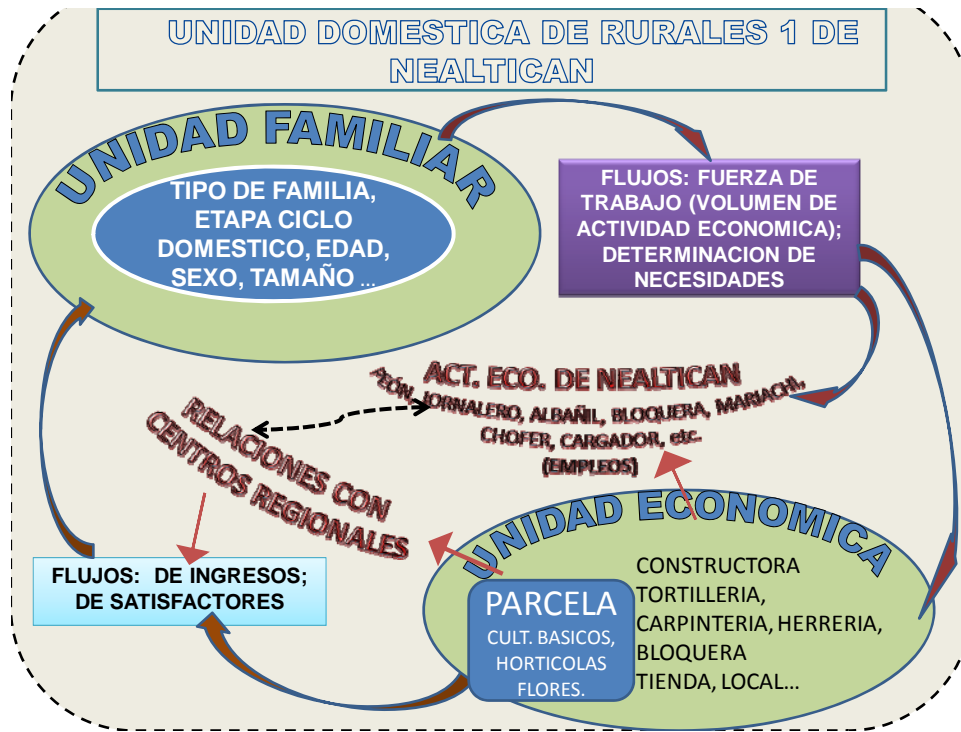 UNIDAD DOMESTICA DE RURALES 1 DE
NEALTICAN
UNIDAD FAMILIAR
TIPO DE FAMILIA,
ETAPA CICLO
DOMESTICO, EDAD,
SEXO, TAMAÑO ...
FLUJOS: FUERZA DE
TRABAJO (VOLUMEN DE
ACTIVIDAD ECONOMICA);
DETERMINACION DE
NECESIDADES
ACT. ECO. DE NEALTICAN
PEÓN, JORNALERO, ALBAÑIL, BLOQUERA, MARIACHI,
CHOFER, CARGADOR, etc.
(EMPLEOS)
RELACIONES CON
CENTROS REGIONALES
FLUJOS: DE INGRESOS;
DE SATISFACTORES
UNIDAD ECONOMICA
PARCELA
CULT. BASICOS,
HORTICOLAS
FLORES.
CONSTRUCTORA
TORTILLERIA,
CARPINTERIA, HERRERIA,
BLOQUERA
TIENDA, LOCAL...